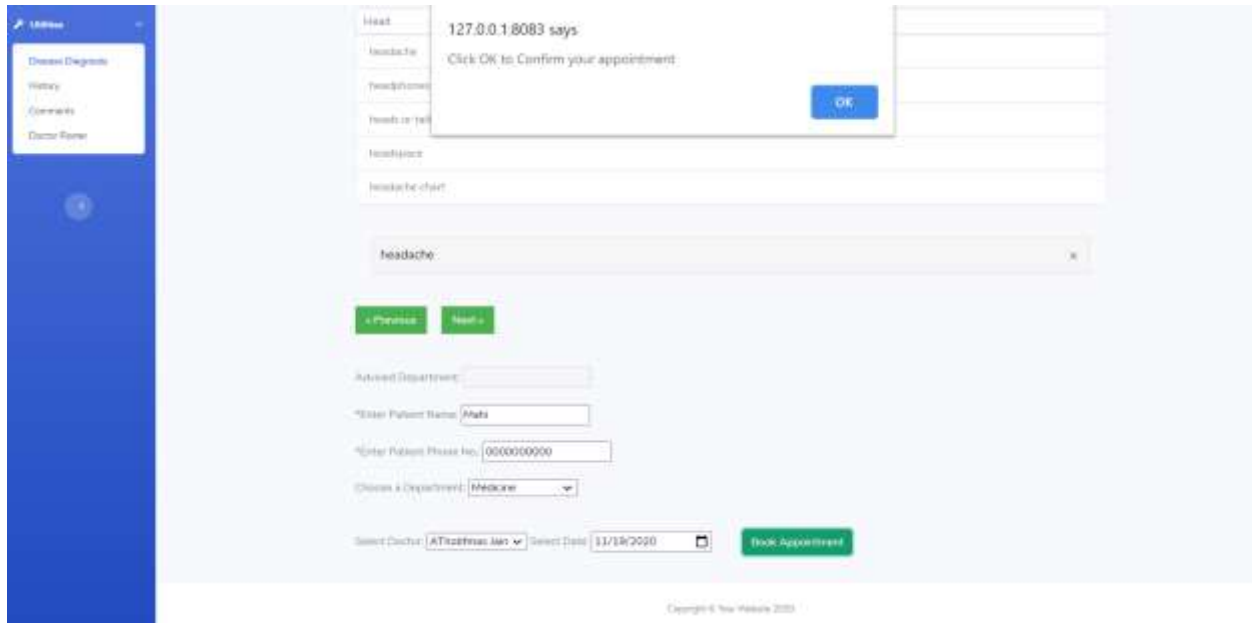 Utilities
Disease Diagnosis
History
Comments
Doctor Roster
Head
headache
headphones
heads or tail
headspace
headache chart
127.0.0.1:8083 says
Click OK to Confirm your appointment
OK
headache ×
« Previous Next »
Advised Department:
*Enter Patient Name: Mahi
*Enter Patient Phone No.: 0000000000
Choose a Department: Medicine
Select Doctor: Select Date: 11/19/2020 Book Appointment
Copyright © Your Website 2020